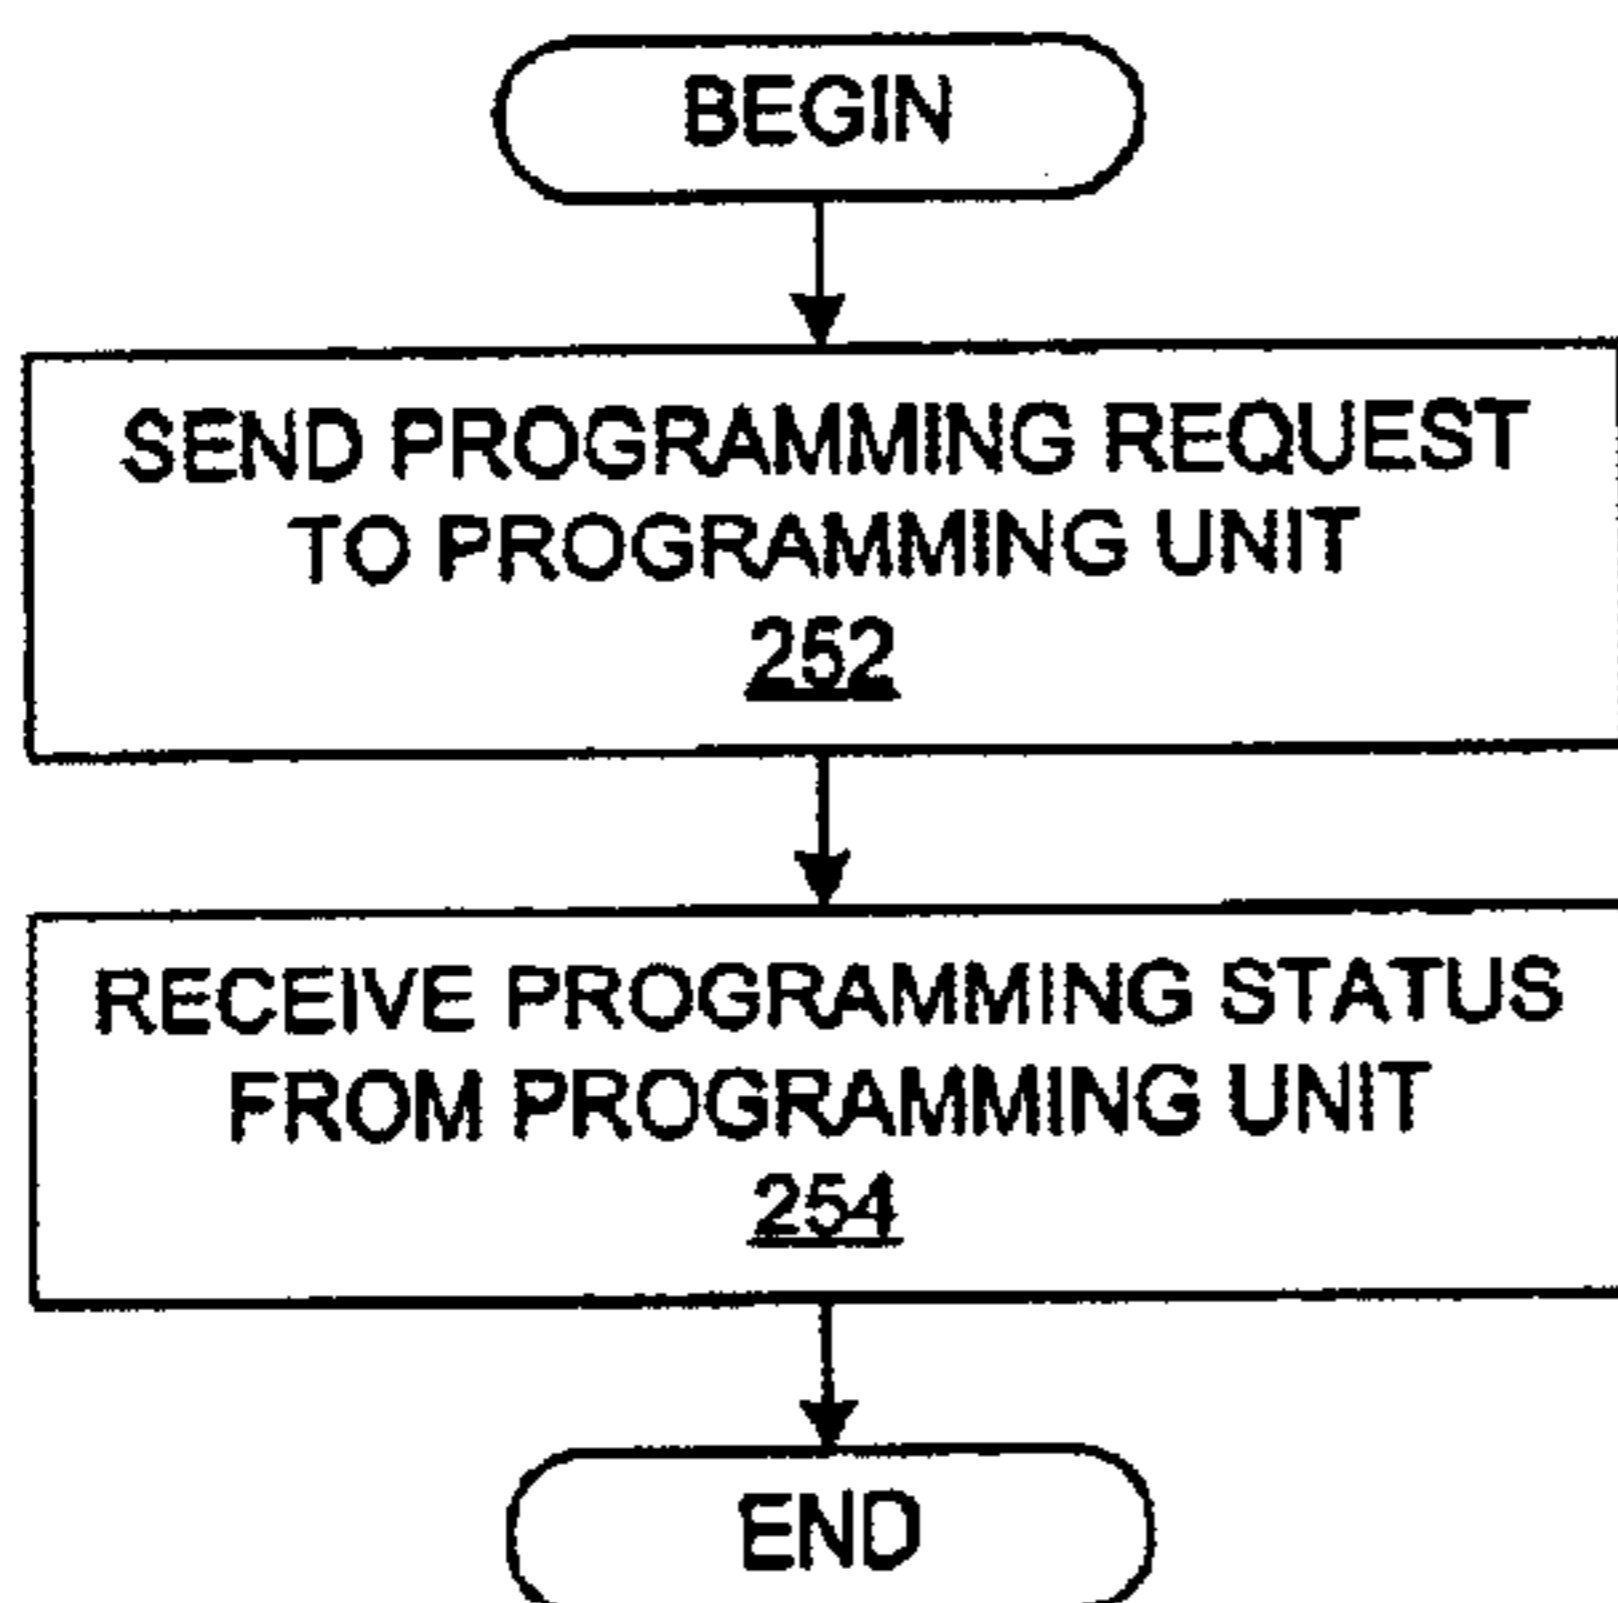 BEGIN
SEND PROGRAMMING REQUEST
TO PROGRAMMING UNIT
252
RECEIVE PROGRAMMING STATUS
FROM PROGRAMMING UNIT
254
END